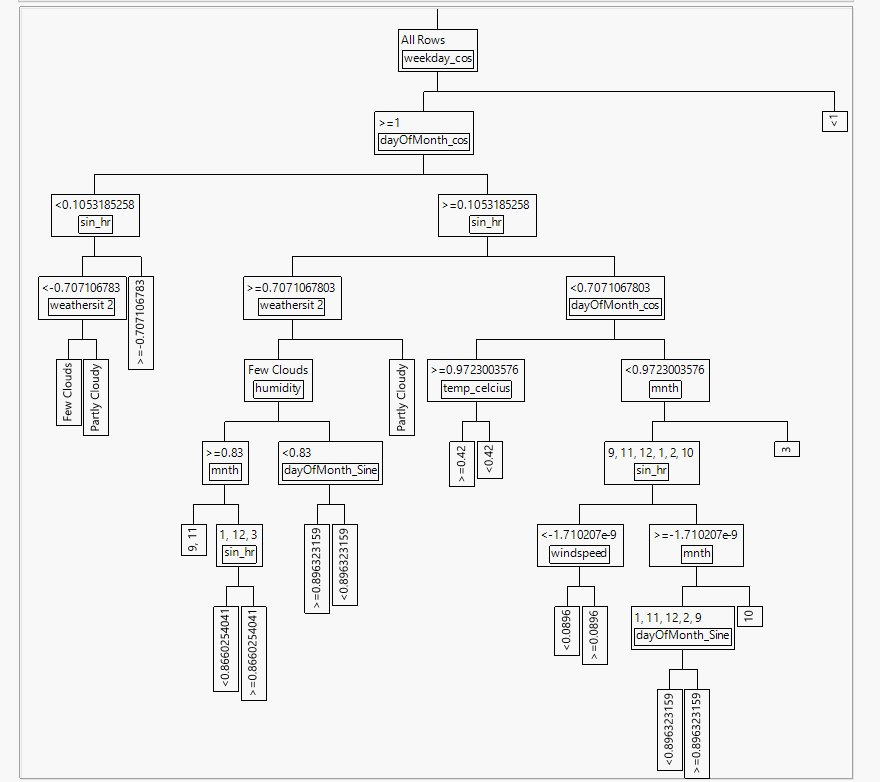 All Rows
weekday_cos
>=1
dayOfMonth_cos
<1
<0.1053185258
sin_hr
>=0.1053185258
sin_hr
<-0.707106783
weathersit 2
>=-0.707106783
>=0.7071067803
weathersit 2
<0.7071067803
dayOfMonth_cos
Few Clouds
Partly Cloudy
Few Clouds
humidity
Partly Cloudy
>=0.9723003576
temp_celcius
<0.9723003576
mnth
>=0.83
mnth
<0.83
dayOfMonth_Sine
>=0.42
<0.42
9, 11, 12, 1, 2, 10
sin_hr
3
9, 11
1, 12, 3
sin_hr
>=0.896323159
<0.896323159
<-1.710207e-9
windspeed
>=-1.710207e-9
mnth
<0.8660254041
>=0.8660254041
<0.0896
>=0.0896
1, 11, 12, 2, 9
dayOfMonth_Sine
10
<0.896323159
>=0.896323159